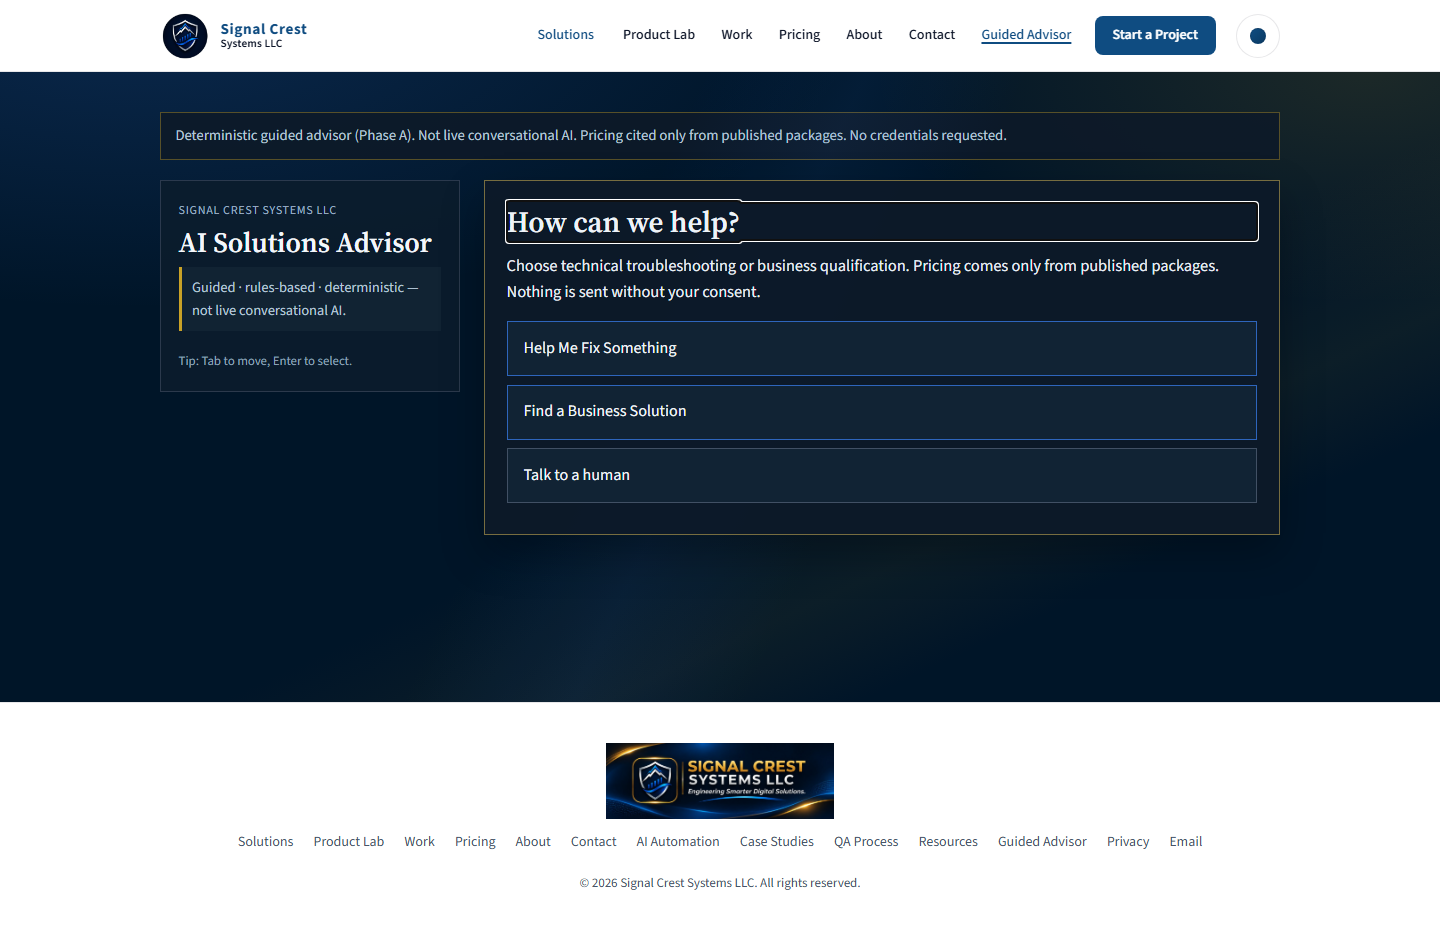 Signal Crest
Systems LLC
Solutions
Product Lab
Work
Pricing
About
Contact
Guided Advisor
Start a Project
Deterministic guided advisor (Phase A). Not live conversational AI. Pricing cited only from published packages. No credentials requested.
SIGNAL CREST SYSTEMS LLC
AI Solutions Advisor
Guided · rules-based · deterministic —
not live conversational AI.
Tip: Tab to move, Enter to select.
How can we help?
Choose technical troubleshooting or business qualification. Pricing comes only from published packages.
Nothing is sent without your consent.
Help Me Fix Something
Find a Business Solution
Talk to a human
SIGNAL CREST
SYSTEMS LLC
Engineering Smarter Digital Solutions.
Solutions
Product Lab
Work
Pricing
About
Contact
AI Automation
Case Studies
QA Process
Resources
Guided Advisor
Privacy
Email
© 2026 Signal Crest Systems LLC. All rights reserved.